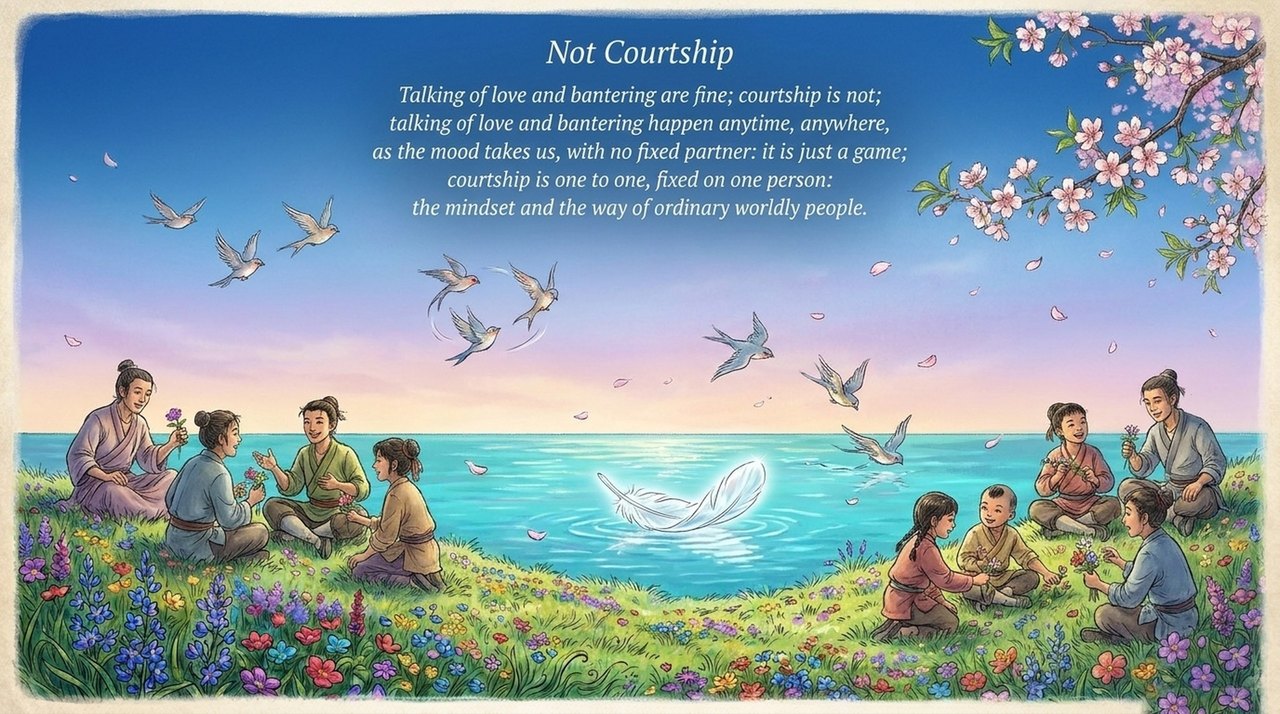 Not Courtship
Talking of love and bantering are fine; courtship is not;
talking of love and bantering happen anytime, anywhere,
as the mood takes us, with no fixed partner: it is just a game;
courtship is one to one, fixed on one person:
the mindset and the way of ordinary worldly people.